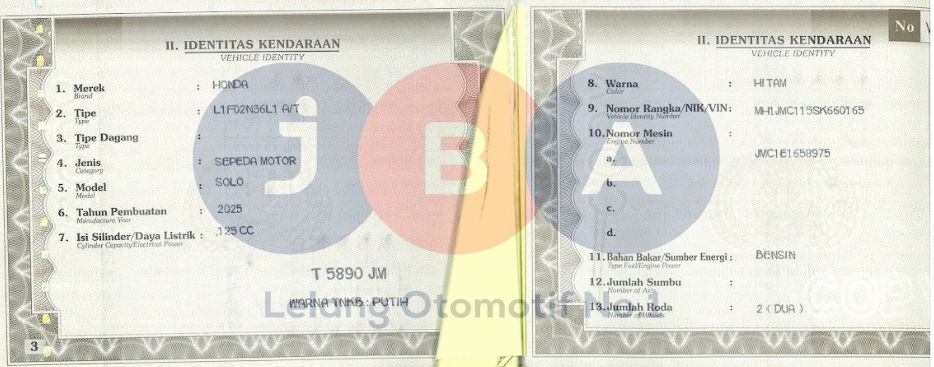 II. IDENTITAS KENDARAAN
VEHICLE IDENTITY
1. Merek : HONDA
Brand
2. Tipe : L1F02N36L1 A/T
Type
3. Tipe Dagang :
Type
4. Jenis : SEPEDA MOTOR
Category
5. Model : SOLO
Model
6. Tahun Pembuatan : 2025
Manufacture Year
7. Isi Silinder/Daya Listrik : 125 CC
Cylinder Capacity/Electrical Power
T 5890 JM
WARNA TNKB : PUTIH
3
No
II. IDENTITAS KENDARAAN
VEHICLE IDENTITY
8. Warna : HITAM
Color
9. Nomor Rangka/NIK/VIN : MH1JMC115SK660165
Vehicle Identity Number
10. Nomor Mesin :
Engine Number
a. JMC1E1658975
b.
c.
d.
11. Bahan Bakar/Sumber Energi : BENSIN
Type Fuel/Engine Power
12. Jumlah Sumbu :
Number of Axis
13. Jumlah Roda : 2 ( DUA )
Number of Wheels
jBA
Lelang Otomotif No.1